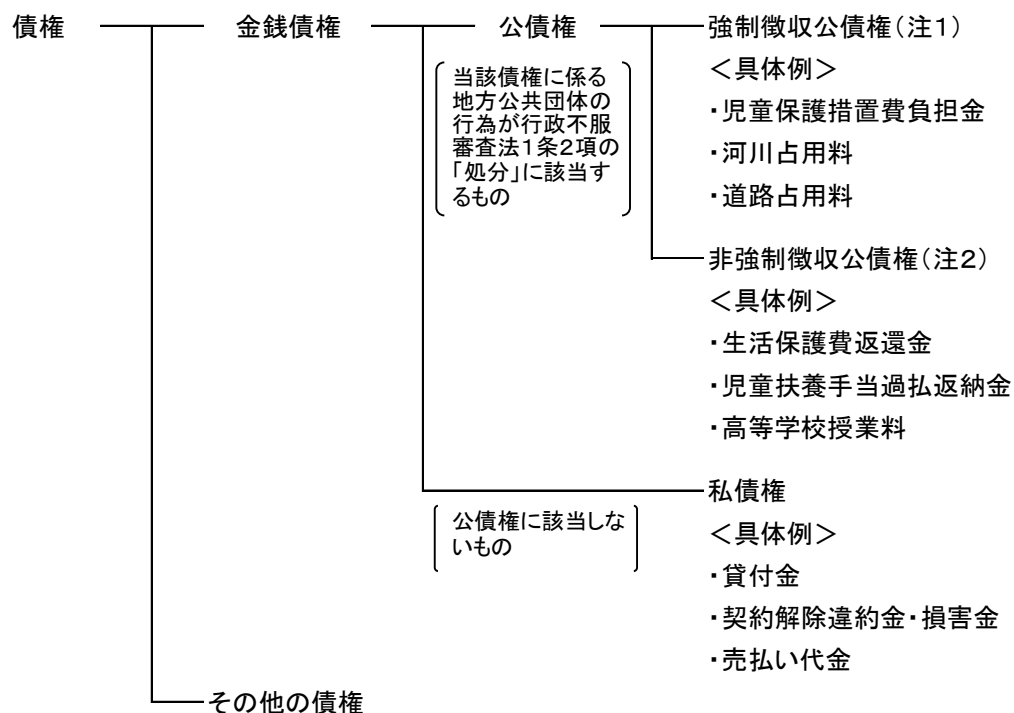 債権
金銭債権
公債権
強制徴収公債権（注１）
当該債権に係る
地方公共団体の
行為が行政不服
審査法１条２項の
「処分」に該当す
るもの
＜具体例＞
・児童保護措置費負担金
・河川占用料
・道路占用料
非強制徴収公債権（注２）
＜具体例＞
・生活保護費返還金
・児童扶養手当過払返納金
・高等学校授業料
私債権
公債権に該当しな
いもの
＜具体例＞
・貸付金
・契約解除違約金・損害金
・売払い代金
その他の債権